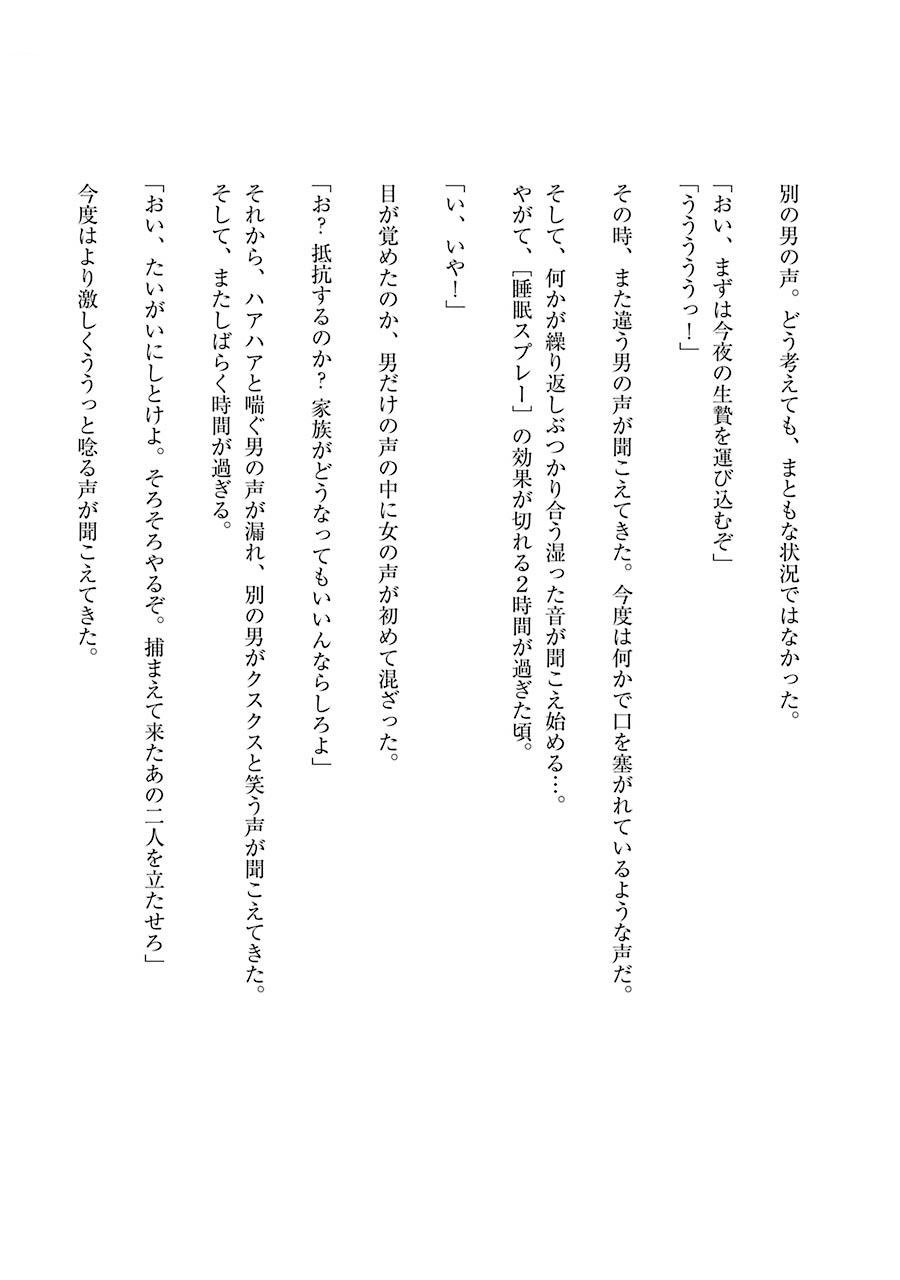 別の男の声。どう考えても、まともな状況ではなかった。
「おい、まずは今夜の生贄を運び込むぞ」
「うううううっ！」
その時、また違う男の声が聞こえてきた。今度は何かで口を塞がれているような声だ。
そして、何かが繰り返しぶつかり合う湿った音が聞こえ始める…。
やがて、［睡眠スプレー］の効果が切れる２時間が過ぎた頃。
「い、いや！」
目が覚めたのか、男だけの声の中に女の声が初めて混ざった。
「お？ 抵抗するのか？ 家族がどうなってもいいんならしろよ」
それから、ハアハアと喘ぐ男の声が漏れ、別の男がクスクスと笑う声が聞こえてきた。
そして、またしばらく時間が過ぎる。
「おい、たいがいにしとけよ。そろそろやるぞ。捕まえて来たあの二人を立たせろ」
今度はより激しくううっと唸る声が聞こえてきた。